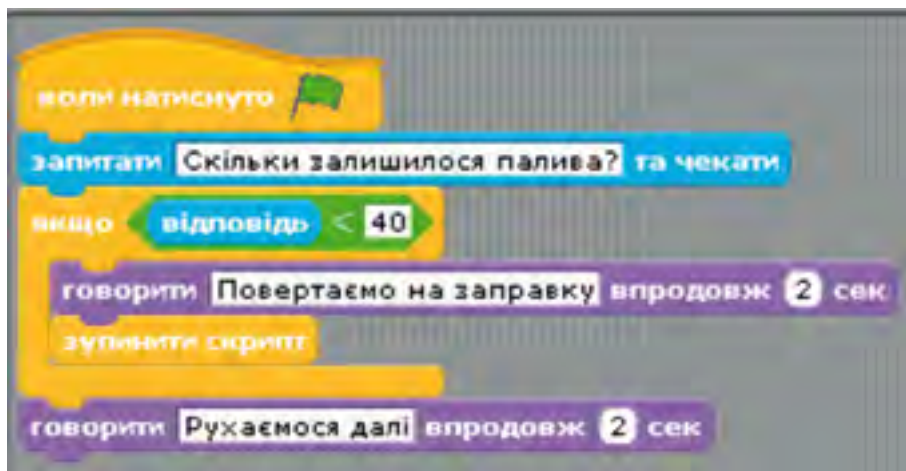 коли натиснуто
запитати Скільки залишилося палива? та чекати
якщо відповідь < 40
говорити Повертаємо на заправку впродовж 2 сек
зупинити скрипт
говорити Рухаємося далі впродовж 2 сек